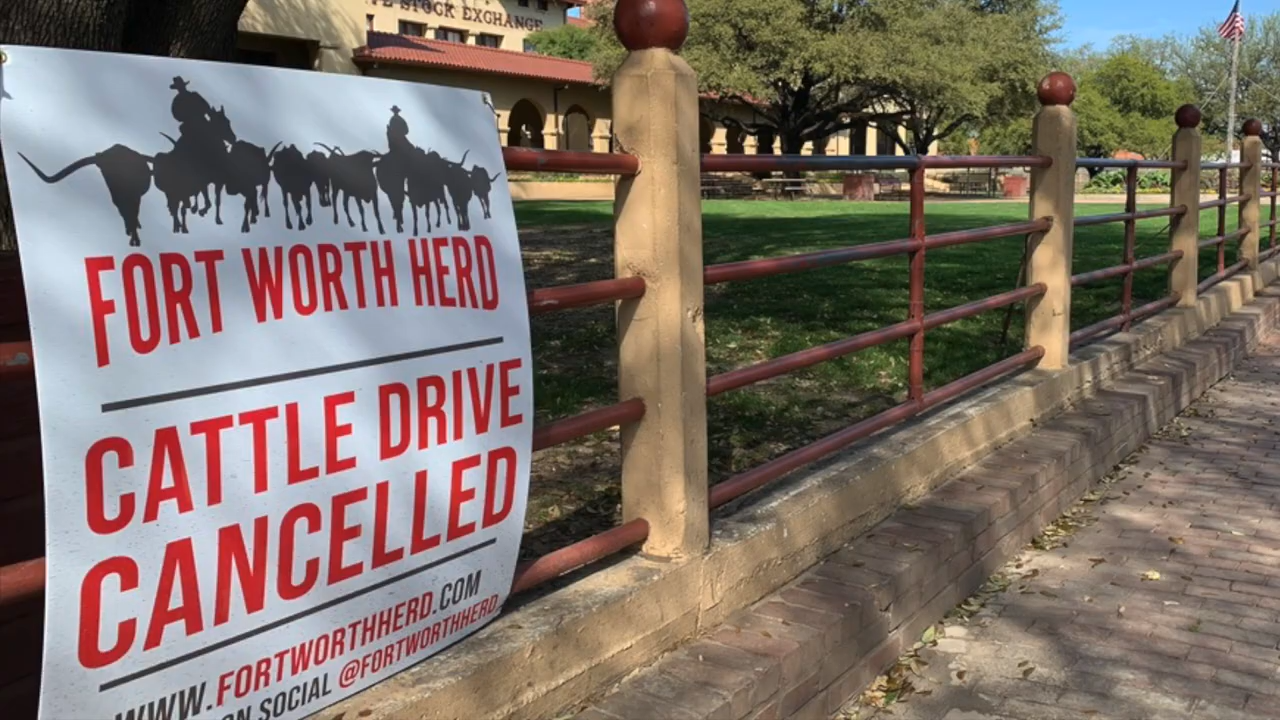 STOCK EXCHANGE
FORT WORTH HERD
CATTLE DRIVE
CANCELLED
WWW.FORTWORTHHERD.COM
ON SOCIAL @FORTWORTHHERD